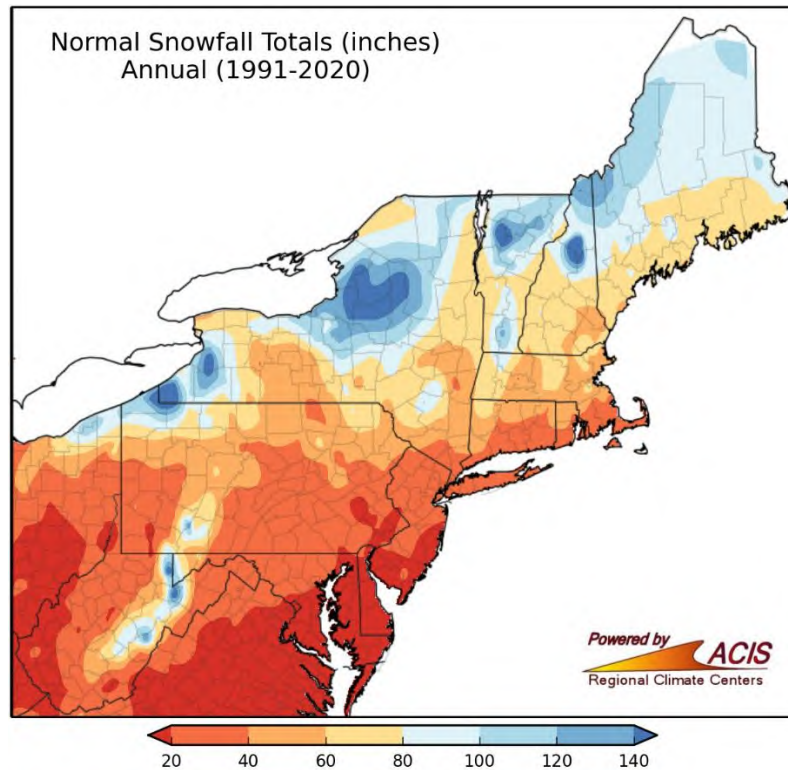 Normal Snowfall Totals (inches)
Annual (1991-2020)
Powered by
ACIS
Regional Climate Centers
20 40 60 80 100 120 140